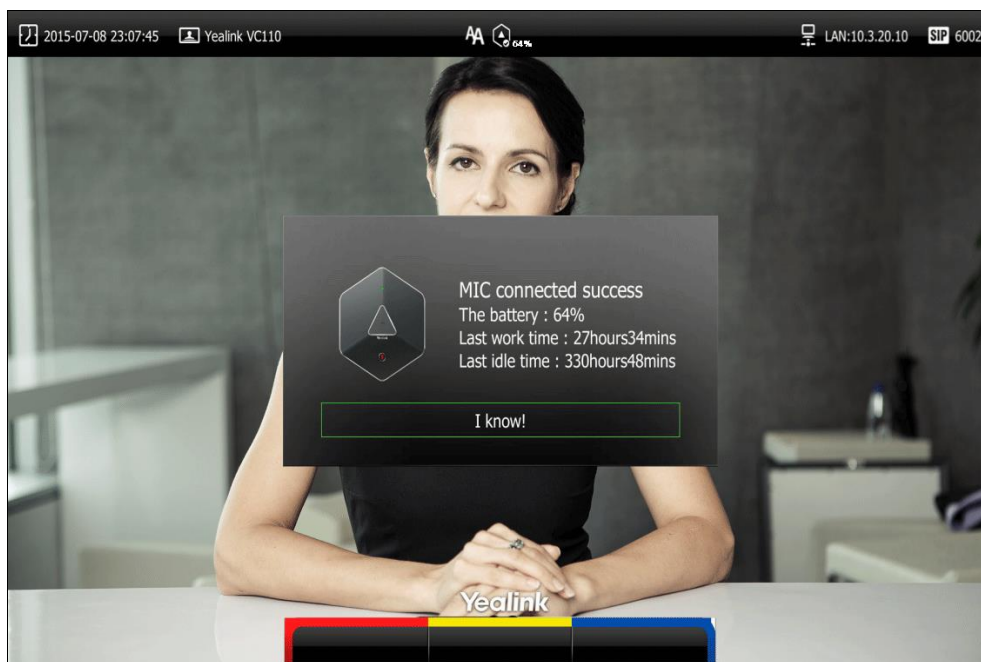 2015-07-08 23:07:45 Yealink VC110 AA 64% LAN:10.3.20.10 SIP 6002
MIC connected success
The battery : 64%
Last work time : 27hours34mins
Last idle time : 330hours48mins
I know!
Yealink